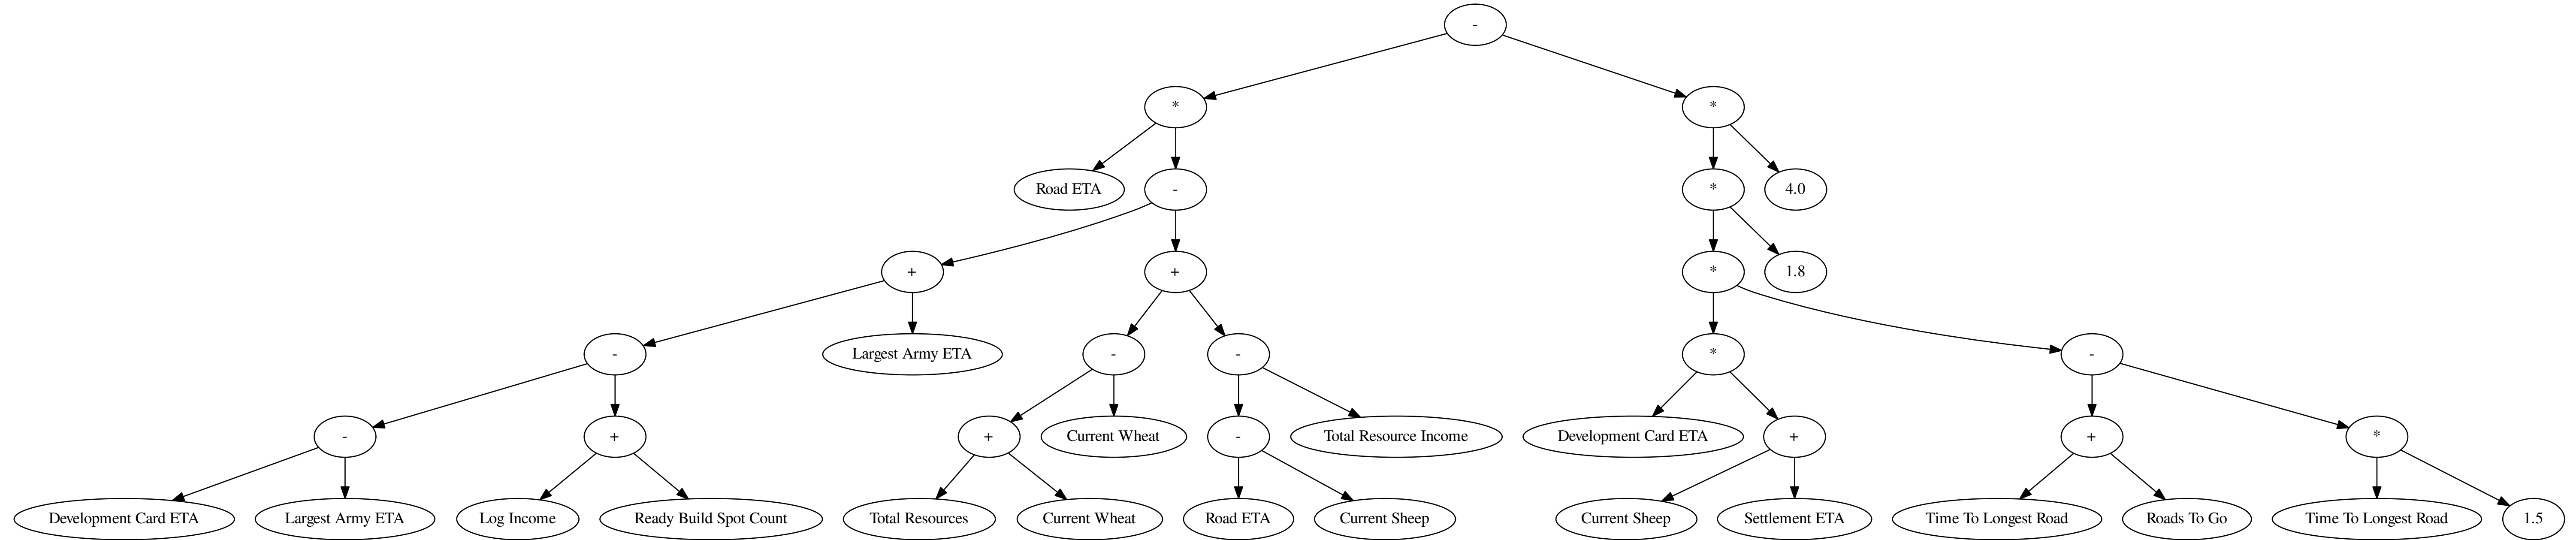 -
*
*
Road ETA
-
*
4.0
+
+
*
1.8
-
Largest Army ETA
-
-
*
-
-
+
+
Current Wheat
-
Total Resource Income
Development Card ETA
+
+
*
Development Card ETA
Largest Army ETA
Log Income
Ready Build Spot Count
Total Resources
Current Wheat
Road ETA
Current Sheep
Current Sheep
Settlement ETA
Time To Longest Road
Roads To Go
Time To Longest Road
1.5